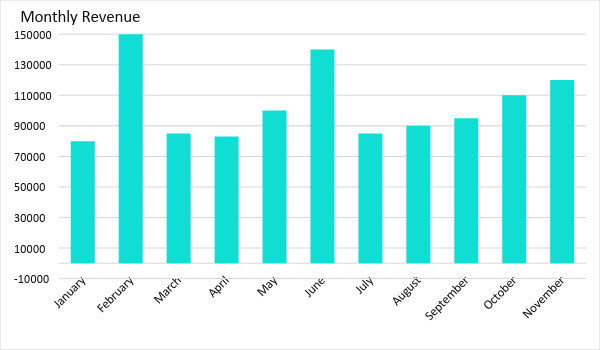 Monthly Revenue
150000
130000
110000
90000
70000
50000
30000
10000
-10000
January
February
March
April
May
June
July
August
September
October
November